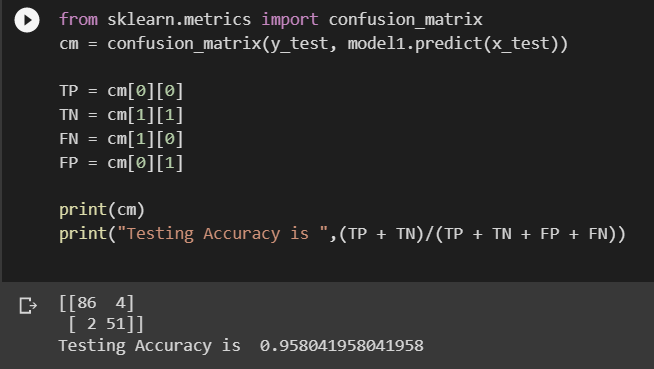 from sklearn.metrics import confusion_matrix
cm = confusion_matrix(y_test, model1.predict(x_test))
TP = cm[0][0]
TN = cm[1][1]
FN = cm[1][0]
FP = cm[0][1]
print(cm)
print("Testing Accuracy is ",(TP + TN)/(TP + TN + FP + FN))
[[86  4]
 [ 2 51]]
Testing Accuracy is  0.958041958041958